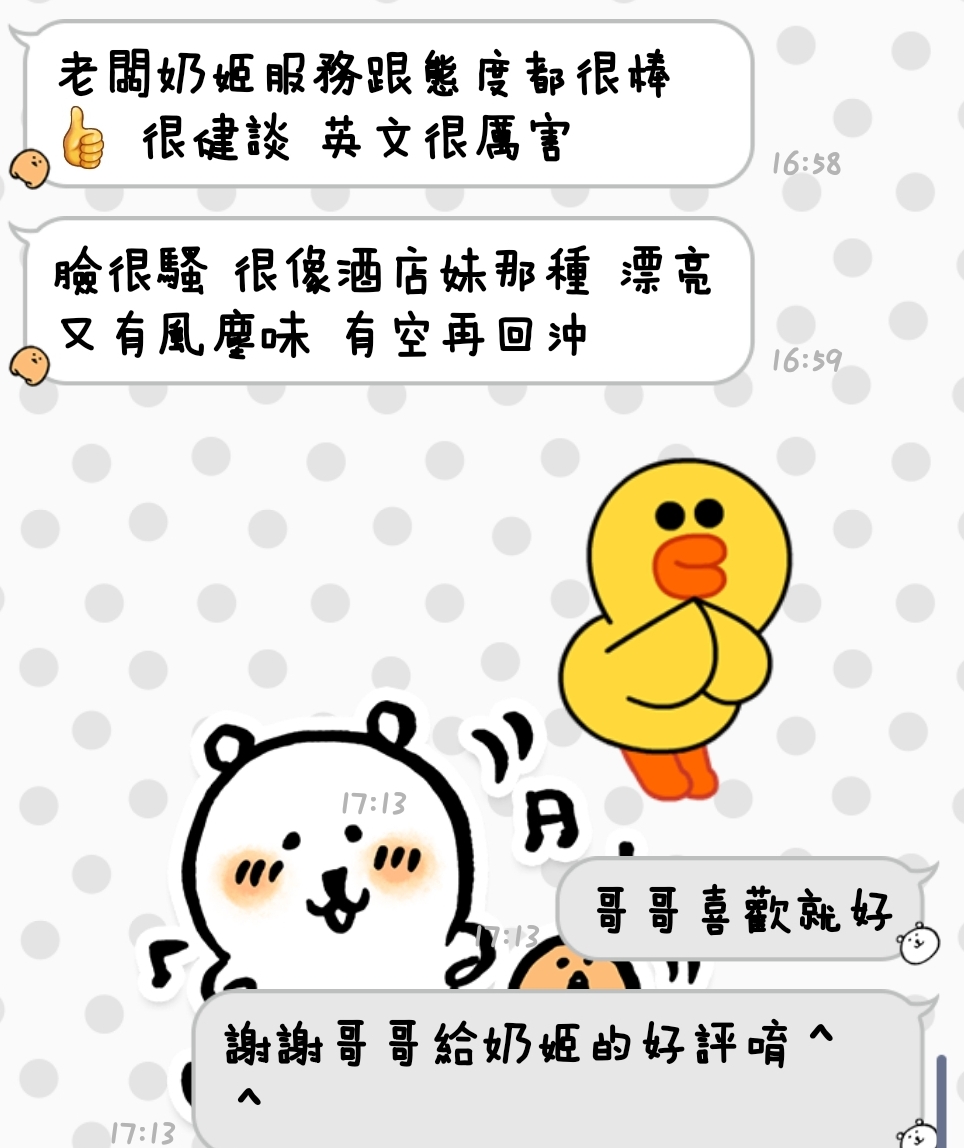 老闆奶姬服務跟態度都很棒
👍 很健談 英文很厲害
16:58
臉很騷 很像酒店妹那種 漂亮
又有風塵味 有空再回沖
16:59
17:13
哥哥喜歡就好
17:13
謝謝哥哥給奶姬的好評唷 ^
^
17:13